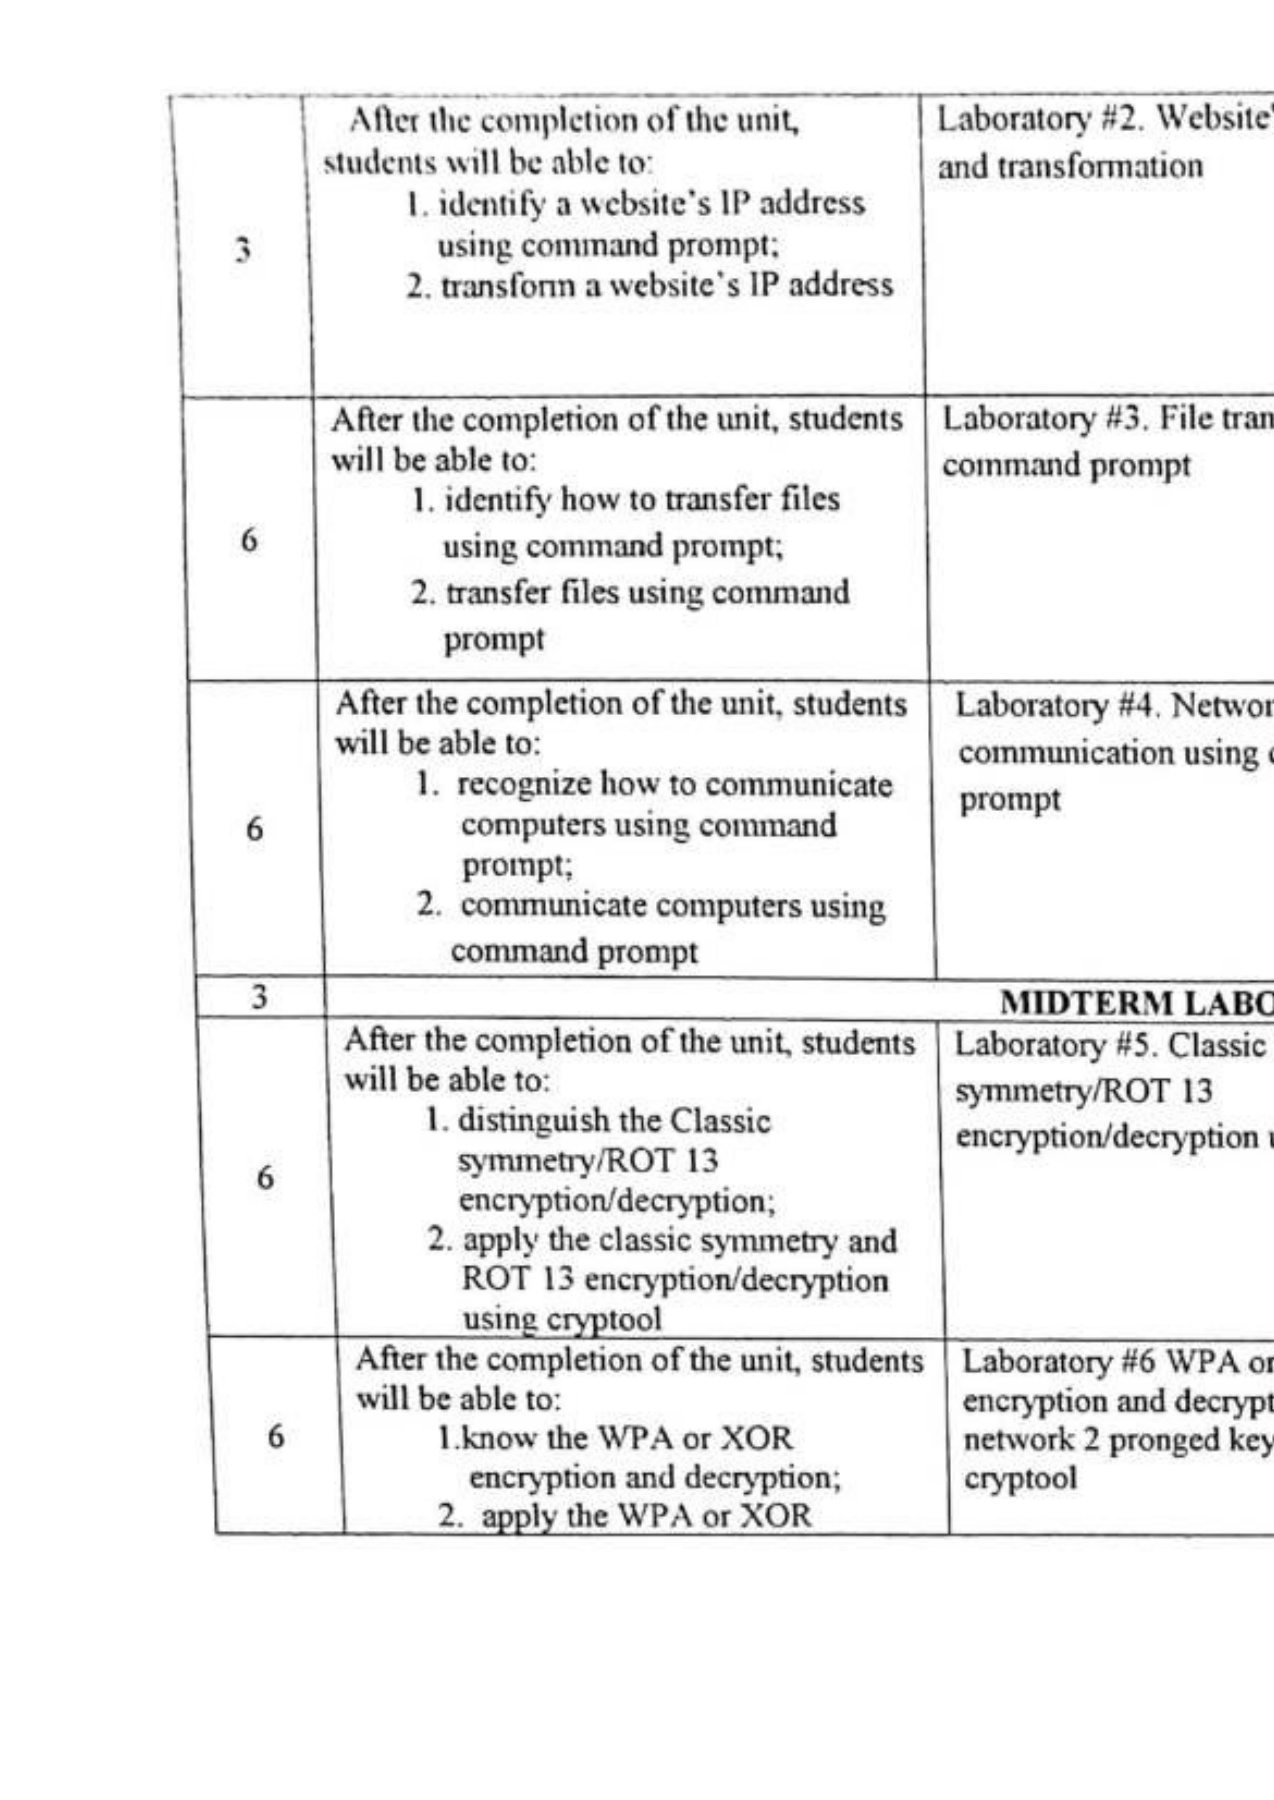 3
After the completion of the unit,
students will be able to:
1. identify a website's IP address
using command prompt;
2. transform a website's IP address
Laboratory #2. Website'
and transformation
6
After the completion of the unit, students
will be able to:
1. identify how to transfer files
using command prompt;
2. transfer files using command
prompt
Laboratory #3. File tran
command prompt
6
After the completion of the unit, students
will be able to:
1. recognize how to communicate
computers using command
prompt;
2. communicate computers using
command prompt
Laboratory #4. Networ
communication using
prompt
3
MIDTERM LABO
6
After the completion of the unit, students
will be able to:
1. distinguish the Classic
symmetry/ROT 13
encryption/decryption;
2. apply the classic symmetry and
ROT 13 encryption/decryption
using cryptool
Laboratory #5. Classic
symmetry/ROT 13
encryption/decryption
6
After the completion of the unit, students
will be able to:
1.know the WPA or XOR
encryption and decryption;
2. apply the WPA or XOR
Laboratory #6 WPA or
encryption and decrypt
network 2 pronged key
cryptool